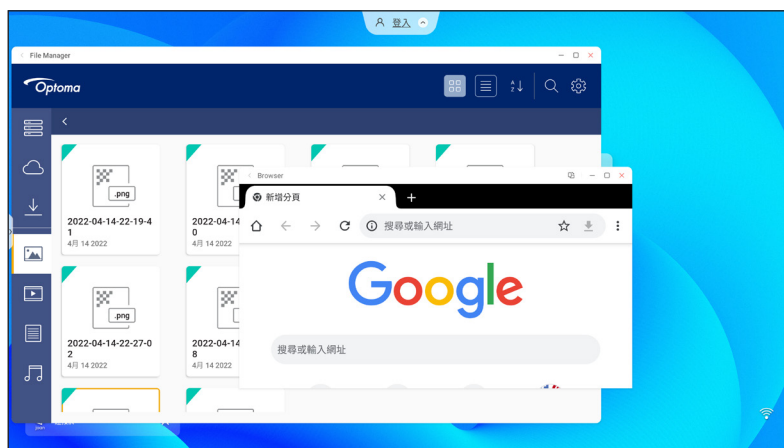 登入
File Manager
Optoma
A
Z
.png
2022-04-14-22-19-4
1
4月 14 2022
2022-04-14
0
4月 14 2022
.png
2022-04-14-22-27-0
2
4月 14 2022
2022-04-14
8
4月 14 2022
Browser
新增分頁
搜尋或輸入網址
Google
搜尋或輸入網址